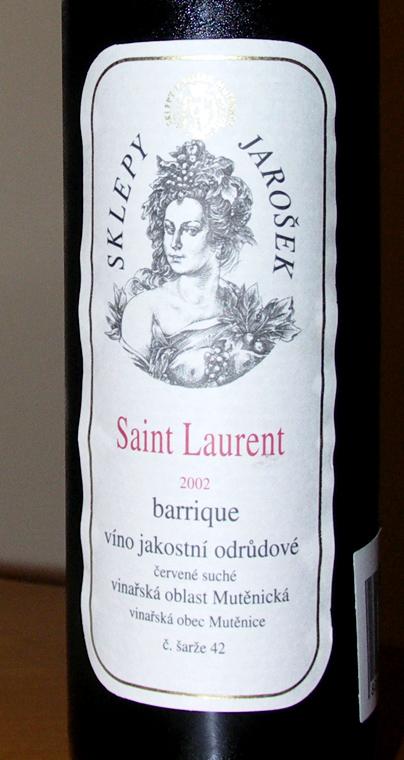 SKLEPY JAROŠEK
Saint Laurent
2002
barrique
víno jakostní odrůdové
červené suché
vinařská oblast Mutěnická
vinařská obec Mutěnice
č. šarže 42